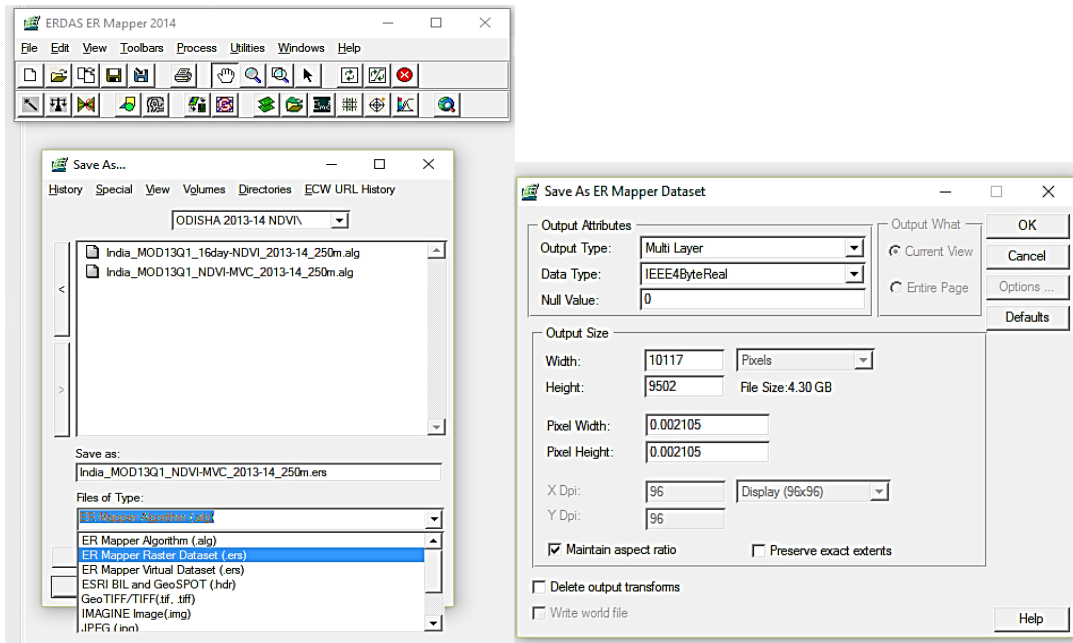 ERDAS ER Mapper 2014
File Edit View Toolbars Process Utilities Windows Help
Save As...
History Special View Volumes Directories ECW URL History
ODISHA 2013-14 NDVI\
India_MOD13Q1_16day-NDVI_2013-14_250m.alg
India_MOD13Q1_NDVI-MVC_2013-14_250m.alg
<
>
Save as:
India_MOD13Q1_NDVI-MVC_2013-14_250m.ers
Files of Type:
ER Mapper Algorithm (.alg)
ER Mapper Algorithm (.alg)
ER Mapper Raster Dataset (.ers)
ER Mapper Virtual Dataset (.ers)
ESRI BIL and GeoSPOT (.hdr)
GeoTIFF/TIFF(.tif, .tiff)
IMAGINE Image(.img)
JPEG (.jpg)
Save As ER Mapper Dataset
Output Attributes
Output Type: Multi Layer
Data Type: IEEE4ByteReal
Null Value: 0
Output What
Current View
Entire Page
OK
Cancel
Options ...
Defaults
Output Size
Width: 10117 Pixels
Height: 9502 File Size:4.30 GB
Pixel Width: 0.002105
Pixel Height: 0.002105
X Dpi: 96 Display (96x96)
Y Dpi: 96
Maintain aspect ratio Preserve exact extents
Delete output transforms
Write world file
Help